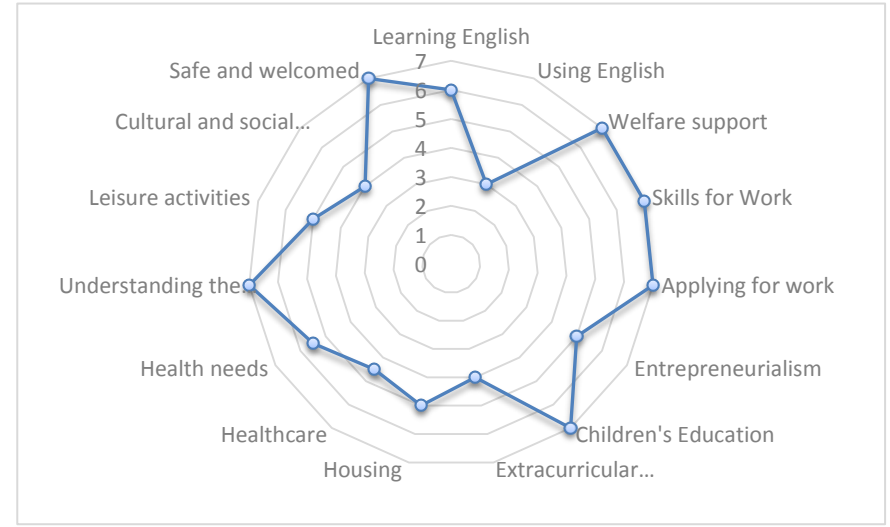 Learning English
Using English
Welfare support
Skills for Work
Applying for work
Entrepreneurialism
Children's Education
Extracurricular...
Housing
Healthcare
Health needs
Understanding the...
Leisure activities
Cultural and social...
Safe and welcomed
7
6
5
4
3
2
1
0